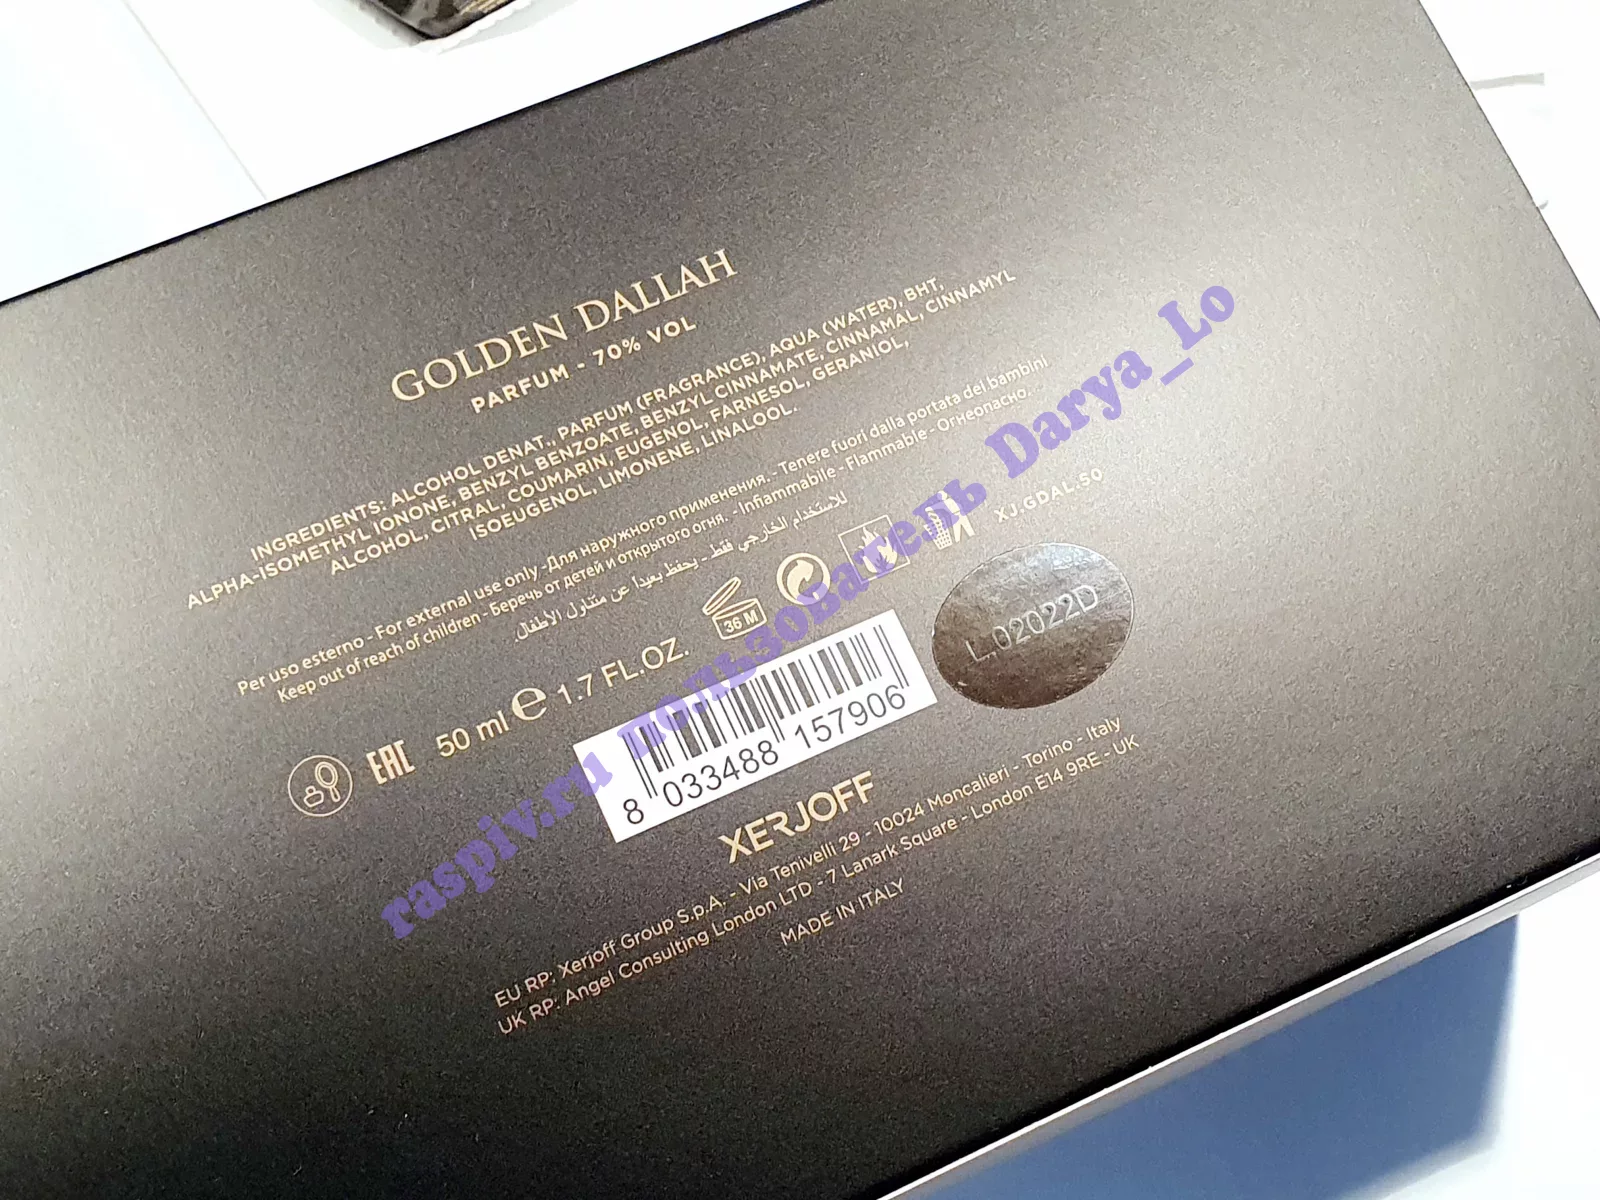 GOLDEN DALLAH
PARFUM - 70% VOL
INGREDIENTS: ALCOHOL DENAT., PARFUM (FRAGRANCE), AQUA (WATER), BHT,
ALPHA-ISOMETHYL IONONE, BENZYL BENZOATE, BENZYL CINNAMATE, CINNAMAL, CINNAMYL
ALCOHOL, CITRAL, COUMARIN, EUGENOL, FARNESOL, GERANIOL,
ISOEUGENOL, LIMONENE, LINALOOL.
Per uso esterno - For external use only -Для наружного применения. - Tenere fuori dalla portata dei bambini
Keep out of reach of children - Беречь от детей и открытого огня. - Infiammabile - Flammable - Огнеопасно.
للاستخدام الخارجي فقط - يحفظ بعيداً عن متناول الأطفال.
36 M
XJ.GDAL.50
EAC
50 ml e 1.7 FL.OZ.
L.02022D
8 033488 157906
XERJOFF
EU RP: Xerjoff Group S.p.A. - Via Tenivelli 29 - 10024 Moncalieri - Torino - Italy
UK RP: Angel Consulting London LTD - 7 Lanark Square - London E14 9RE - UK
MADE IN ITALY
raspiv.ru пользователь Darya_Lo